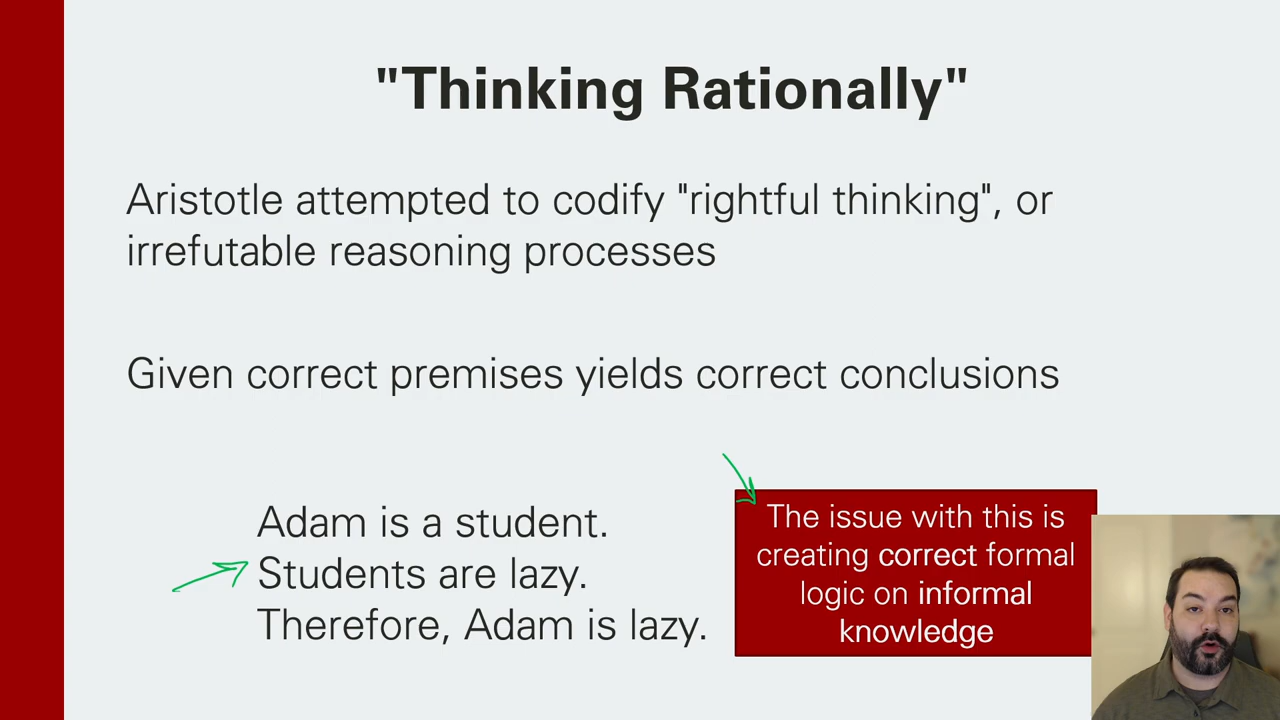 "Thinking Rationally"
Aristotle attempted to codify "rightful thinking", or
irrefutable reasoning processes
Given correct premises yields correct conclusions
Adam is a student.
Students are lazy.
Therefore, Adam is lazy.
The issue with this is
creating correct formal
logic on informal
knowledge